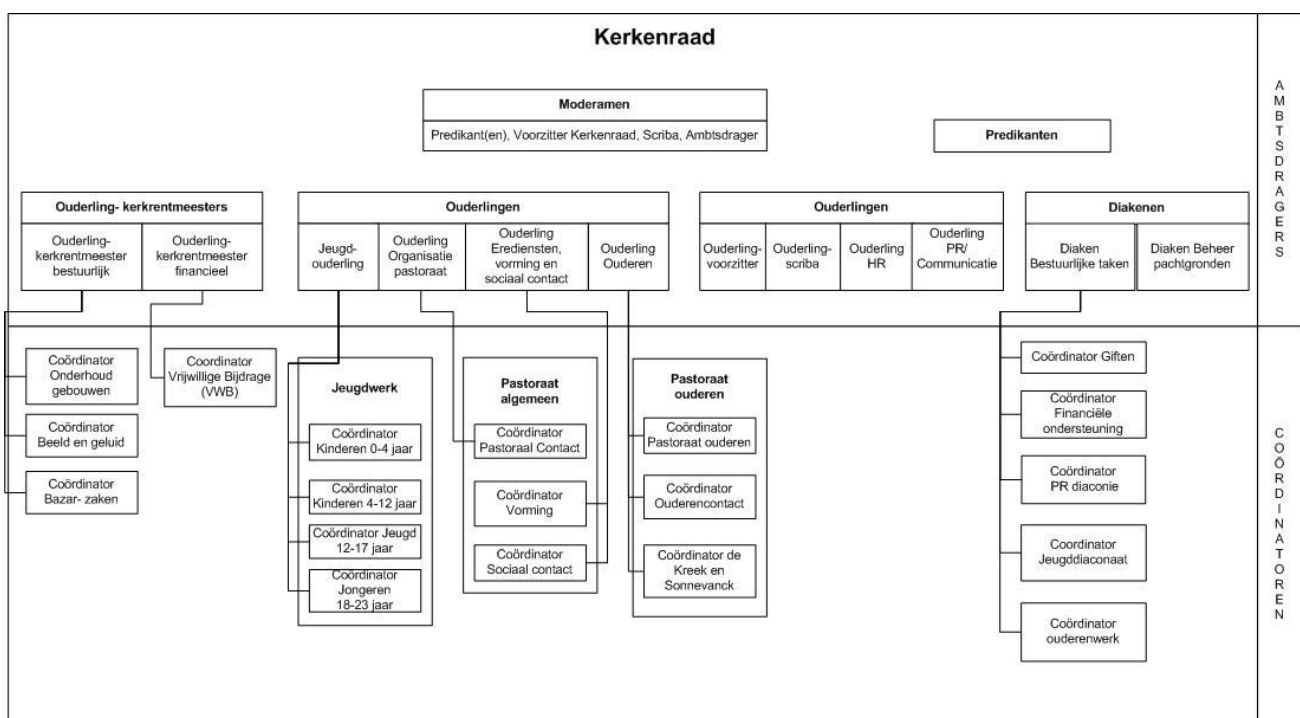 Kerkenraad
Moderamen
Predikant(en), Voorzitter Kerkenraad, Scriba, Ambtsdrager
Predikanten
Ouderling- kerkrentmeesters
Ouderling-
kerkrentmeester
bestuurlijk
Ouderling-
kerkrentmeester
financieel
Ouderlingen
Jeugd-
ouderling
Ouderling
Organisatie
pastoraat
Ouderling
Erediensten,
vorming en
sociaal contact
Ouderling
Ouderen
Ouderlingen
Ouderling-
voorzitter
Ouderling-
scriba
Ouderling
HR
Ouderling
PR/
Communicatie
Diakenen
Diaken
Bestuurlijke taken
Diaken Beheer
pachtgronden
AMBTSDRAGERS
Coördinator
Onderhoud
gebouwen
Coördinator
Beeld en geluid
Coördinator
Bazar- zaken
Coordinator
Vrijwillige Bijdrage
(VWB)
Jeugdwerk
Coördinator
Kinderen 0-4 jaar
Coördinator
Kinderen 4-12 jaar
Coördinator Jeugd
12-17 jaar
Coördinator
Jongeren
18-23 jaar
Pastoraat
algemeen
Coördinator
Pastoraal Contact
Coördinator
Vorming
Coördinator
Sociaal contact
Pastoraat
ouderen
Coördinator
Pastoraat ouderen
Coördinator
Ouderencontact
Coördinator de
Kreek en
Sonnevanck
Coördinator Giften
Coördinator
Financiële
ondersteuning
Coördinator
PR diaconie
Coördinator
Jeugddiaconaat
Coördinator
ouderenwerk
COÖRDINATOREN